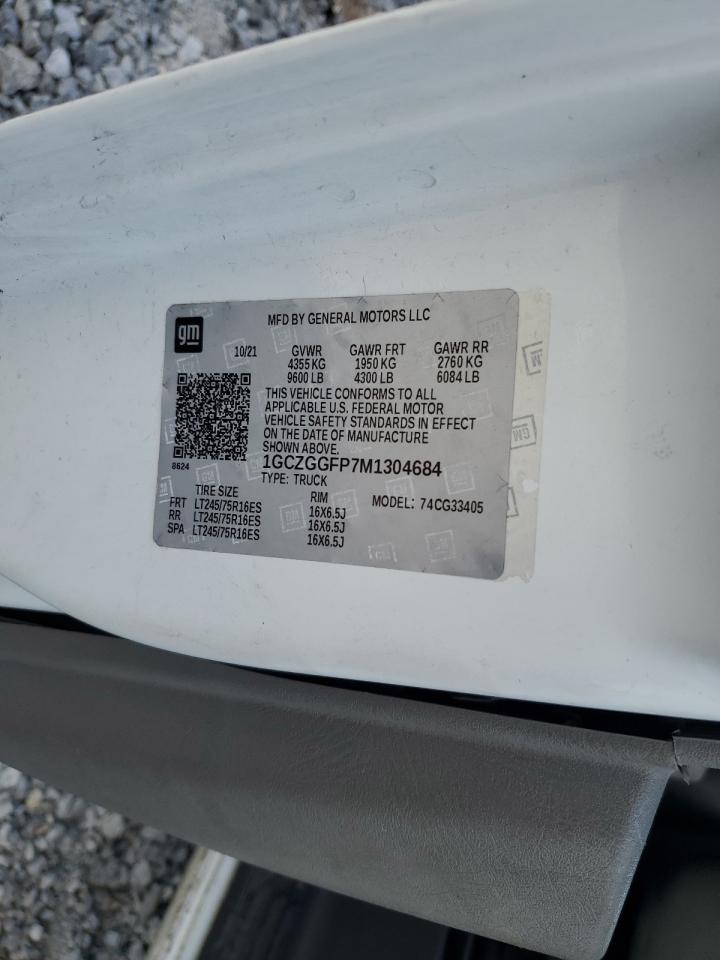 MFD BY GENERAL MOTORS LLC
gm
10/21 GVWR GAWR FRT GAWR RR
4355 KG 1950 KG 2760 KG
9600 LB 4300 LB 6084 LB
THIS VEHICLE CONFORMS TO ALL
APPLICABLE U.S. FEDERAL MOTOR
VEHICLE SAFETY STANDARDS IN EFFECT
ON THE DATE OF MANUFACTURE
SHOWN ABOVE.
8624
1GCZGGFP7M1304684
TYPE: TRUCK
TIRE SIZE RIM MODEL: 74CG33405
FRT LT245/75R16ES 16X6.5J
RR LT245/75R16ES 16X6.5J
SPA LT245/75R16ES 16X6.5J
GM
GM